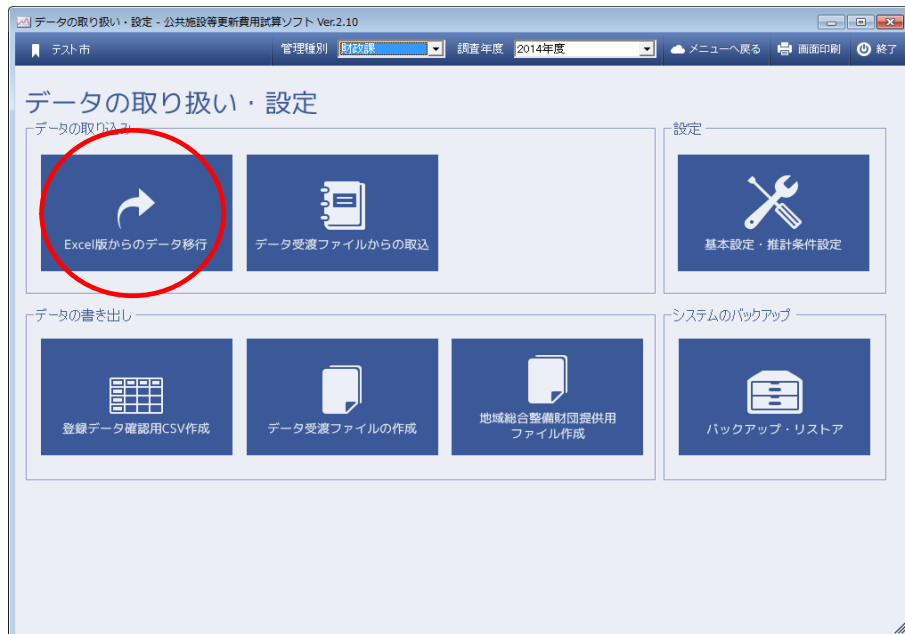 データの取り扱い・設定 - 公共施設等更新費用試算ソフト Ver.2.10
テスト市 管理種別 財政課 調査年度 2014年度 メニューへ戻る 画面印刷 終了
データの取り扱い・設定
データの取り込み
設定
Excel版からのデータ移行
データ受渡ファイルからの取込
基本設定・推計条件設定
データの書き出し
システムのバックアップ
登録データ確認用CSV作成
データ受渡ファイルの作成
地域総合整備財団提供用
ファイル作成
バックアップ・リストア